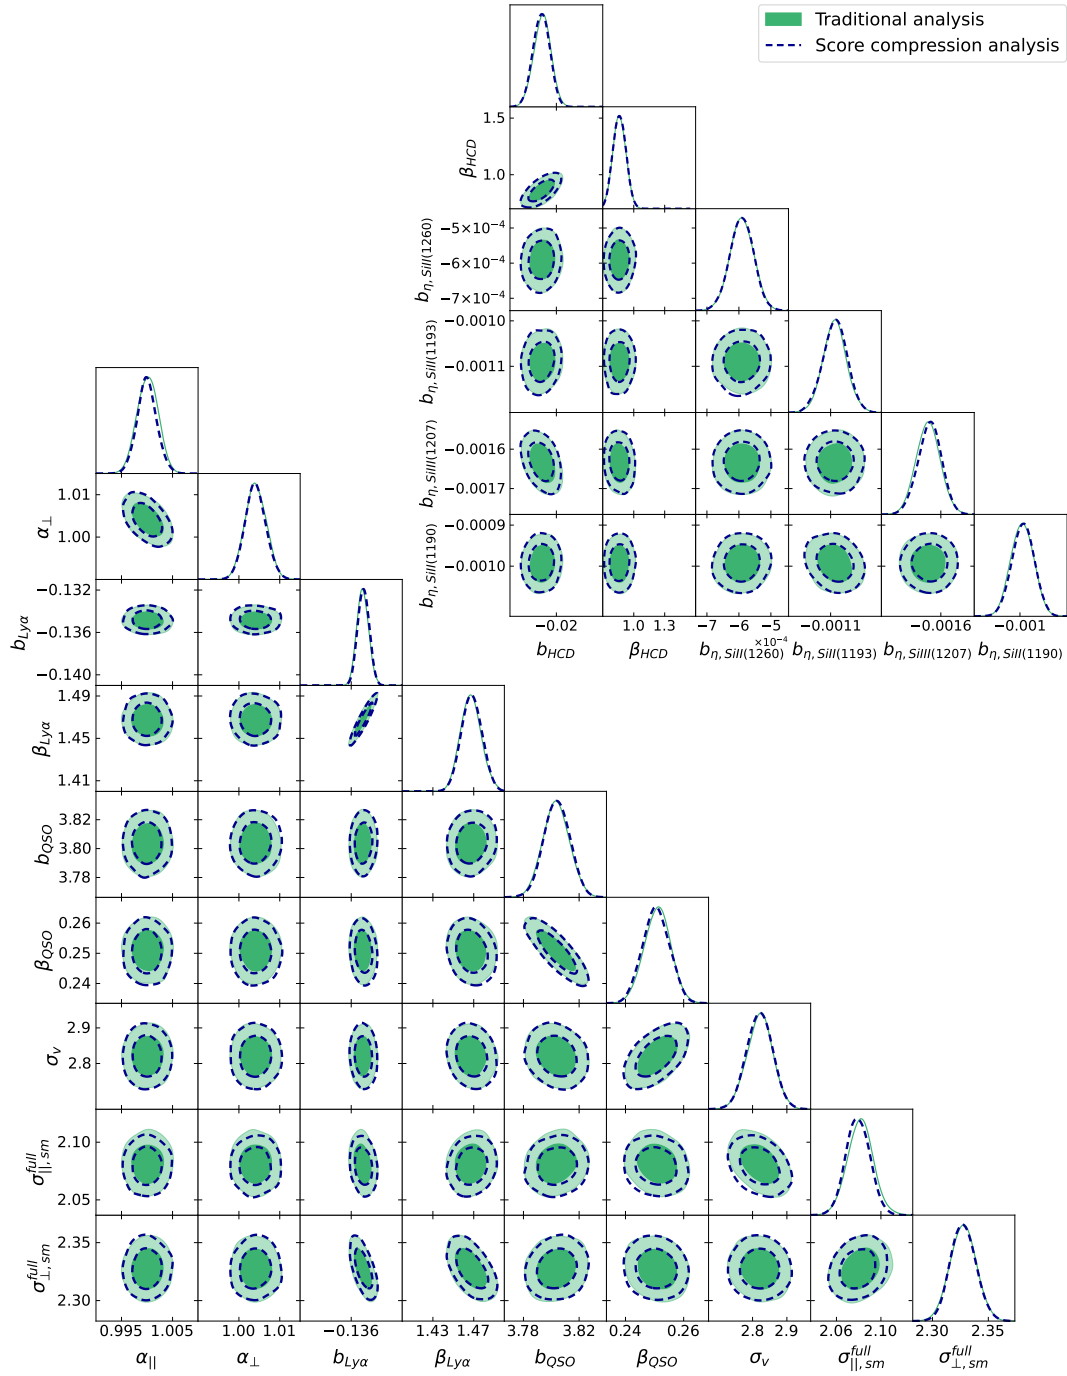 Traditional analysis
Score compression analysis
1.5
1.0
β_HCD
−5×10⁻⁴
−6×10⁻⁴
−7×10⁻⁴
b_η,SiII(1260)
−0.0010
−0.0011
b_η,SiII(1193)
−0.0016
−0.0017
b_η,SiIII(1207)
−0.0009
−0.0010
b_η,SiII(1190)
−0.02
1.0 1.3
−7 −6 −5
×10⁻⁴
−0.0011
−0.0016
−0.001
b_HCD
β_HCD
b_η,SiII(1260)
b_η,SiII(1193)
b_η,SiIII(1207)
b_η,SiII(1190)
1.01
1.00
α_⊥
−0.132
−0.136
−0.140
b_Lyα
1.49
1.45
1.41
β_Lyα
3.82
3.80
3.78
b_QSO
0.26
0.24
β_QSO
2.9
2.8
σ_v
2.10
2.05
σ^full_||,sm
2.35
2.30
σ^full_⊥,sm
0.995 1.005
1.00 1.01
−0.136
1.43 1.47
3.78 3.82
0.24 0.26
2.8 2.9
2.06 2.10
2.30 2.35
α_||
α_⊥
b_Lyα
β_Lyα
b_QSO
β_QSO
σ_v
σ^full_||,sm
σ^full_⊥,sm